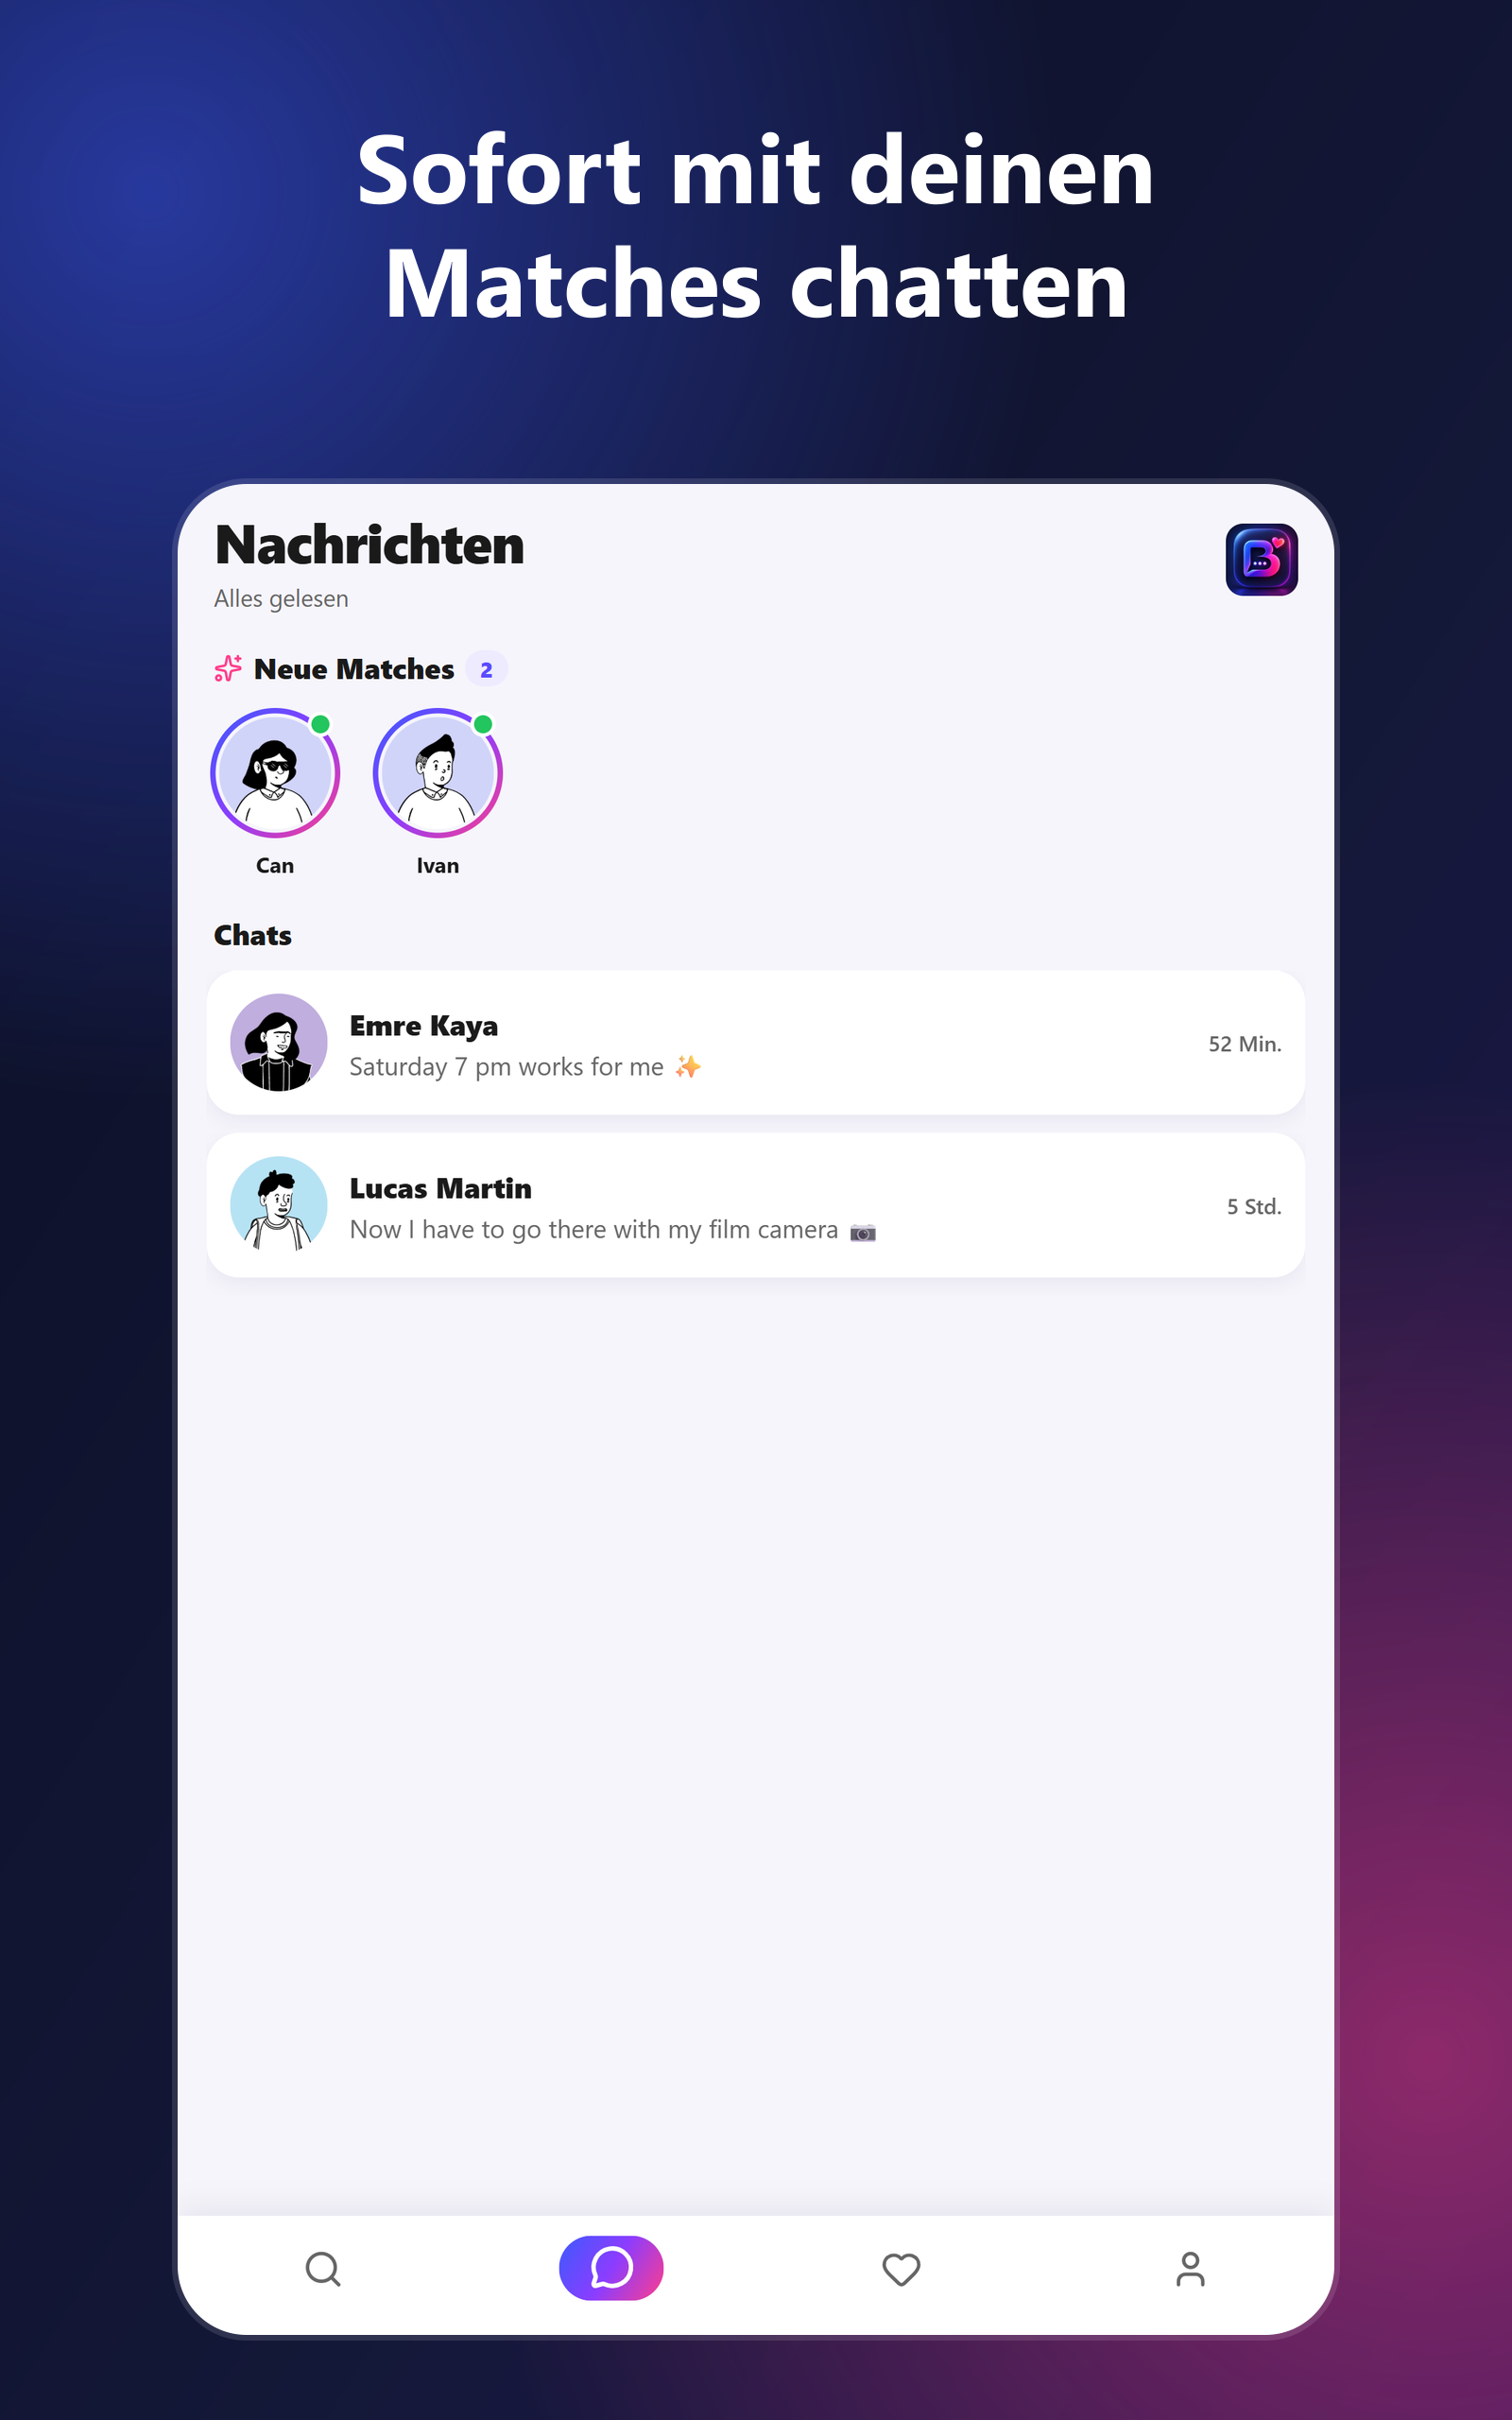 Sofort mit deinen
Matches chatten
Nachrichten
Alles gelesen
Neue Matches 2
Can
Ivan
Chats
Emre Kaya
Saturday 7 pm works for me ✨
52 Min.
Lucas Martin
Now I have to go there with my film camera 📷
5 Std.